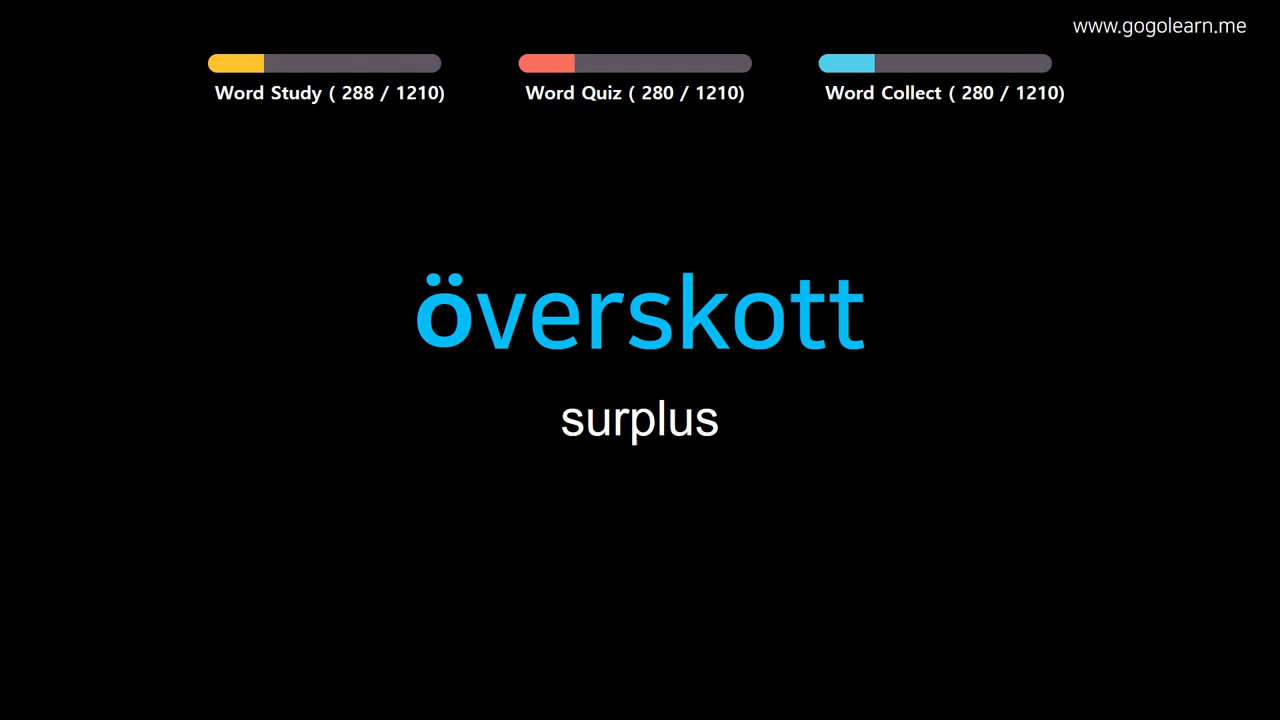 www.gogolearn.me
Word Study ( 288 / 1210)
Word Quiz ( 280 / 1210)
Word Collect ( 280 / 1210)
överskott
surplus